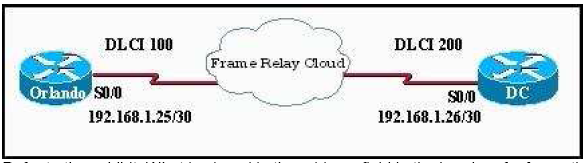 DLCI 100
DLCI 200
Frame Relay Cloud
Orlando
S0/0
S0/0
DC
192.168.1.25/30
192.168.1.26/30